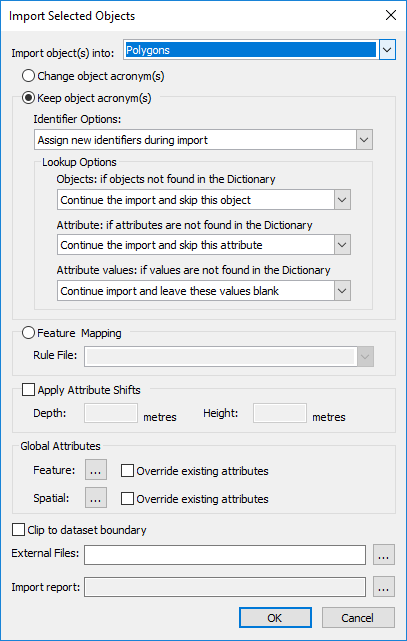 Import Selected Objects
Import object(s) into: Polygons
Change object acronym(s)
Keep object acronym(s)
Identifier Options:
Assign new identifiers during import
Lookup Options
Objects: if objects not found in the Dictionary
Continue the import and skip this object
Attribute: if attributes are not found in the Dictionary
Continue the import and skip this attribute
Attribute values: if values are not found in the Dictionary
Continue import and leave these values blank
Feature Mapping
Rule File:
Apply Attribute Shifts
Depth: metres Height: metres
Global Attributes
Feature: ... Override existing attributes
Spatial: ... Override existing attributes
Clip to dataset boundary
External Files: ...
Import report: ...
OK Cancel